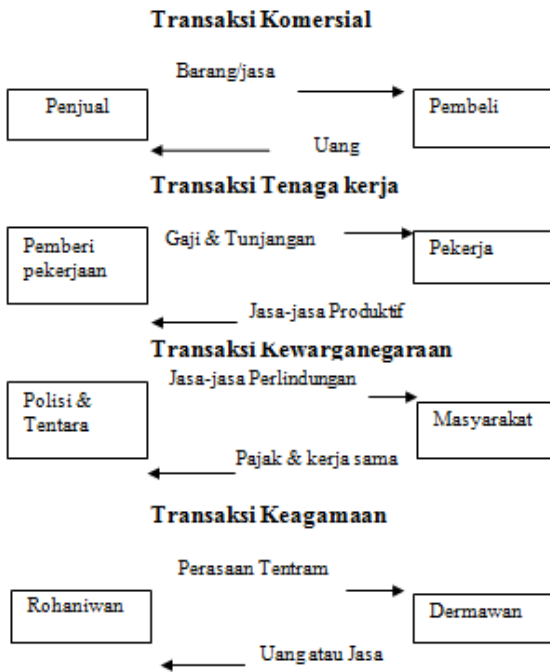 Transaksi Komersial
Barang/jasa
Penjual
Pembeli
Uang
Transaksi Tenaga kerja
Gaji & Tunjangan
Pemberi
pekerjaan
Pekerja
Jasa-jasa Produktif
Transaksi Kewarganegaraan
Jasa-jasa Perlindungan
Polisi &
Tentara
Masyarakat
Pajak & kerja sama
Transaksi Keagamaan
Perasaan Tentram
Rohaniwan
Dermawan
Uang atau Jasa